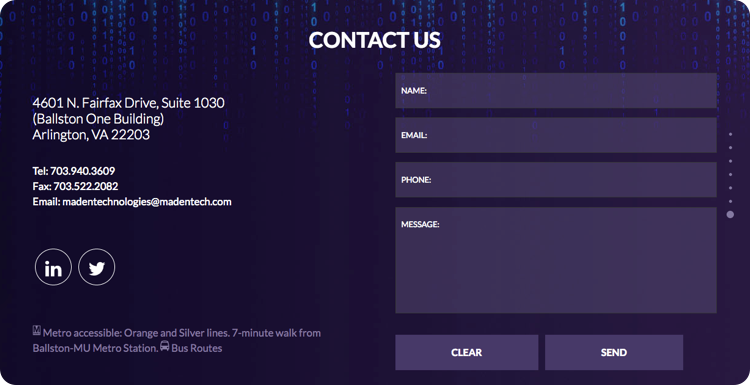 CONTACT US
4601 N. Fairfax Drive, Suite 1030
(Ballston One Building)
Arlington, VA 22203
Tel: 703.940.3609
Fax: 703.522.2082
Email: madentechnologies@madentech.com
in
Metro accessible: Orange and Silver lines. 7-minute walk from
Ballston-MU Metro Station. Bus Routes
NAME:
EMAIL:
PHONE:
MESSAGE:
CLEAR
SEND